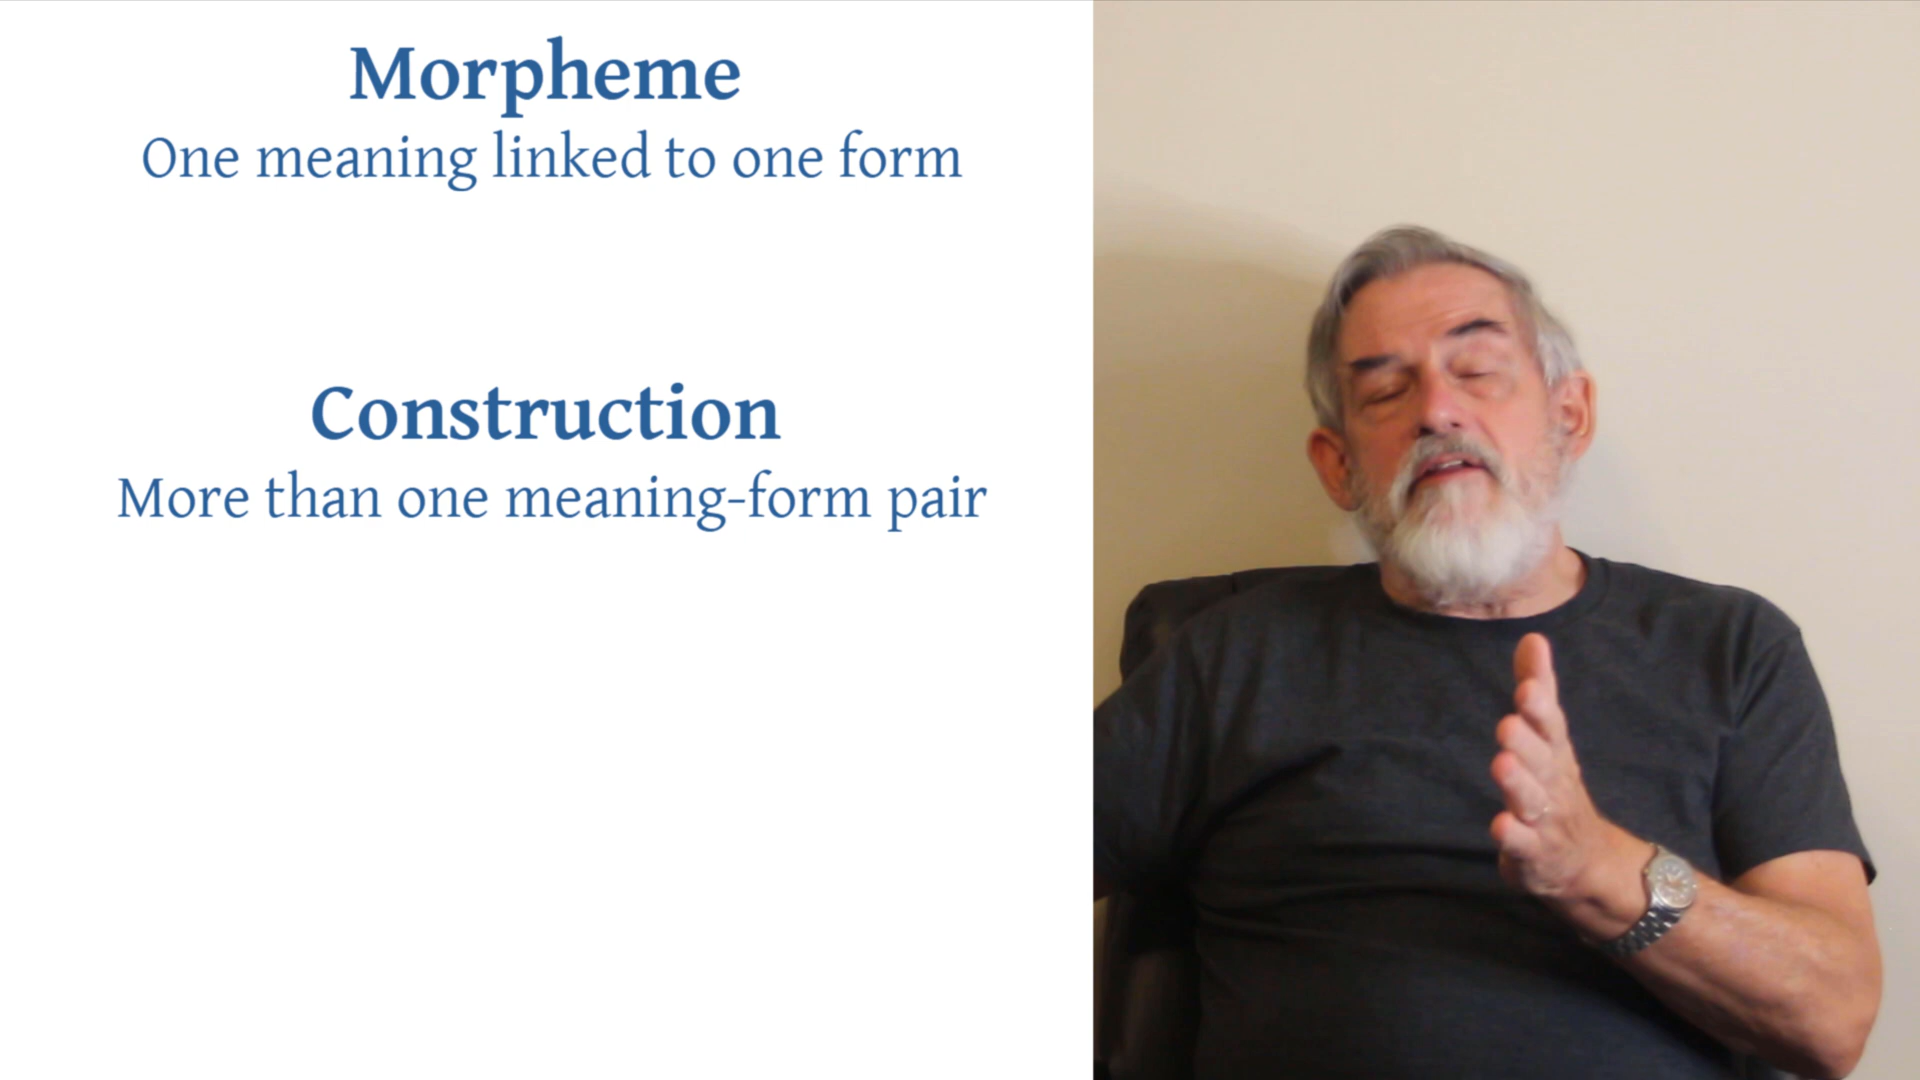 Morpheme
One meaning linked to one form
Construction
More than one meaning-form pair